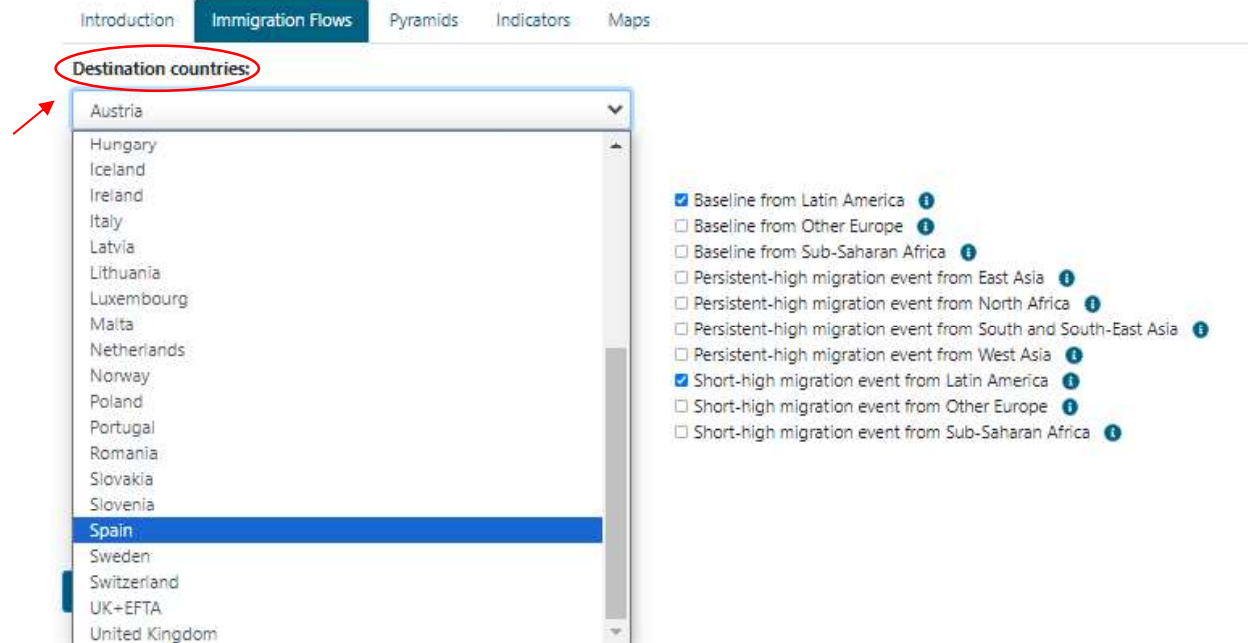 Introduction Immigration Flows Pyramids Indicators Maps
Destination countries:
Austria
Hungary
Iceland
Ireland
Italy
Latvia
Lithuania
Luxembourg
Malta
Netherlands
Norway
Poland
Portugal
Romania
Slovakia
Slovenia
Spain
Sweden
Switzerland
UK+EFTA
United Kingdom
Baseline from Latin America
Baseline from Other Europe
Baseline from Sub-Saharan Africa
Persistent-high migration event from East Asia
Persistent-high migration event from North Africa
Persistent-high migration event from South and South-East Asia
Persistent-high migration event from West Asia
Short-high migration event from Latin America
Short-high migration event from Other Europe
Short-high migration event from Sub-Saharan Africa